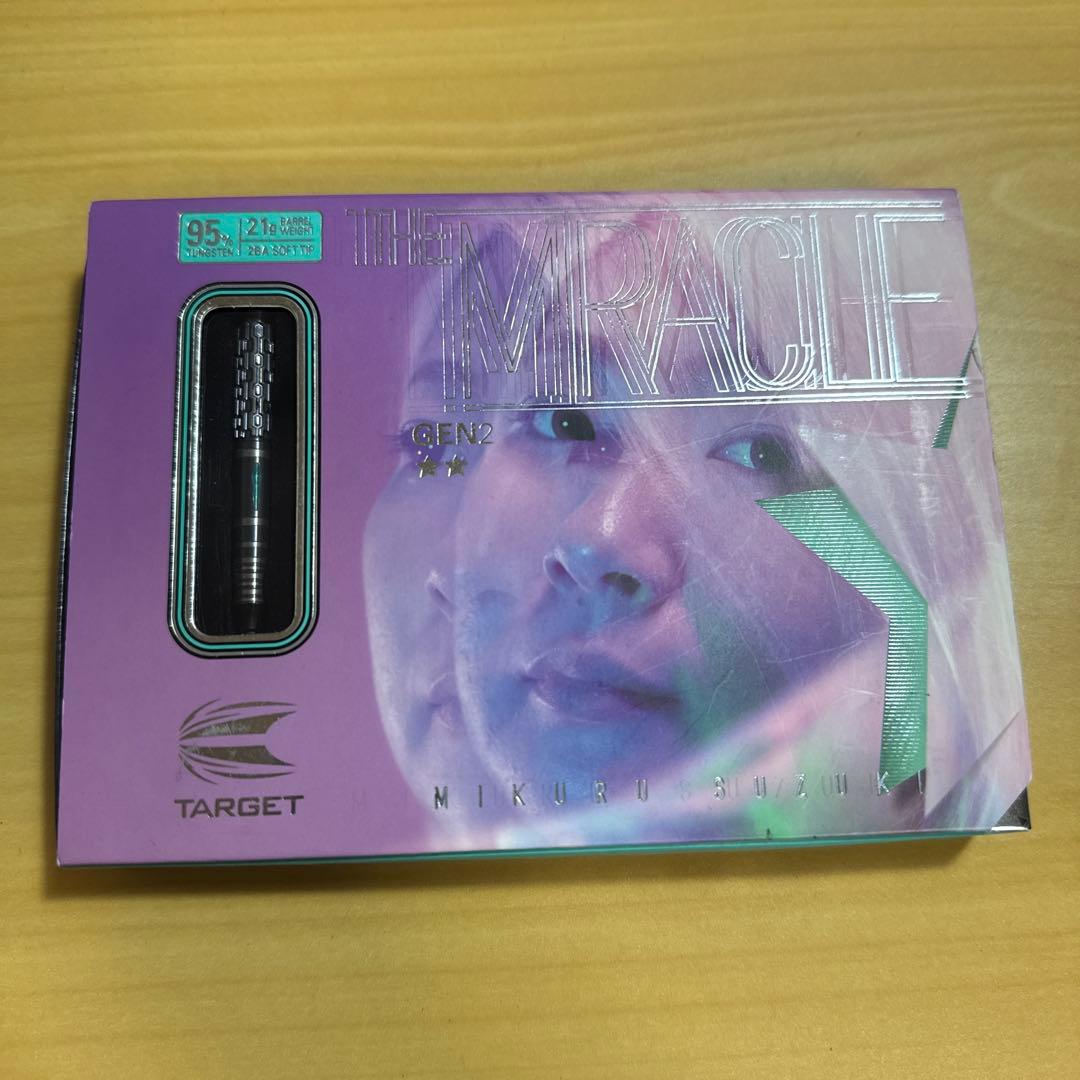 95% TUNGSTEN
21g BARREL WEIGHT
2BA SOFT TIP
THE MIRACLE
GEN2
TARGET
MIKURU SUZUKI